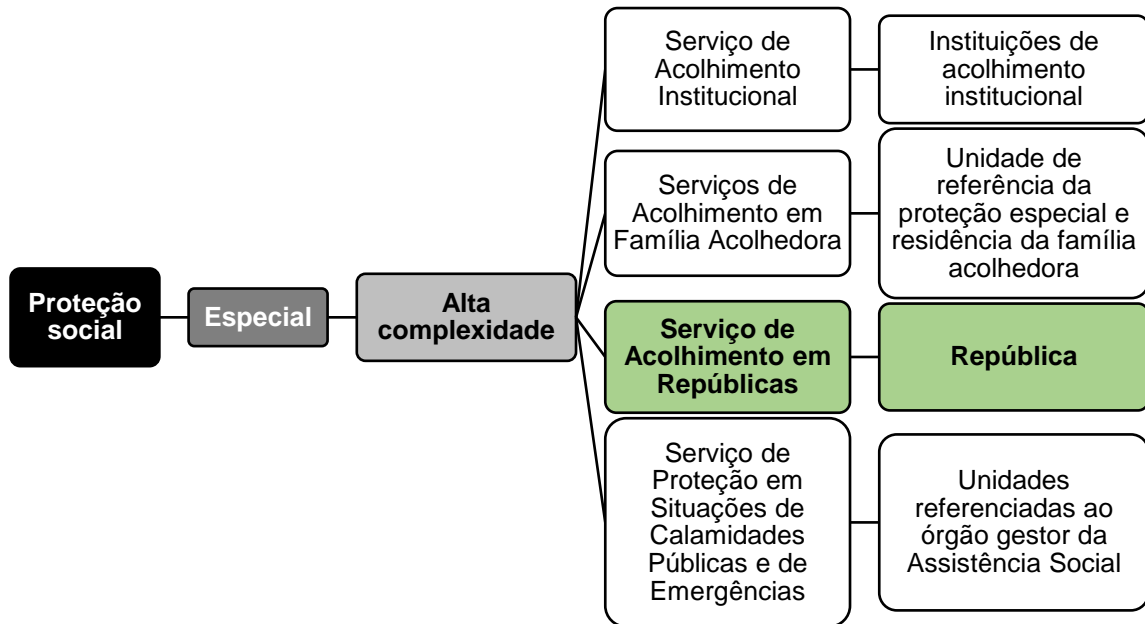 Proteção
social
Especial
Alta
complexidade
Serviço de
Acolhimento
Institucional
Instituições de
acolhimento
institucional
Serviços de
Acolhimento em
Família Acolhedora
Unidade de
referência da
proteção especial e
residência da família
acolhedora
Serviço de
Acolhimento em
Repúblicas
República
Serviço de
Proteção em
Situações de
Calamidades
Públicas e de
Emergências
Unidades
referenciadas ao
órgão gestor da
Assistência Social